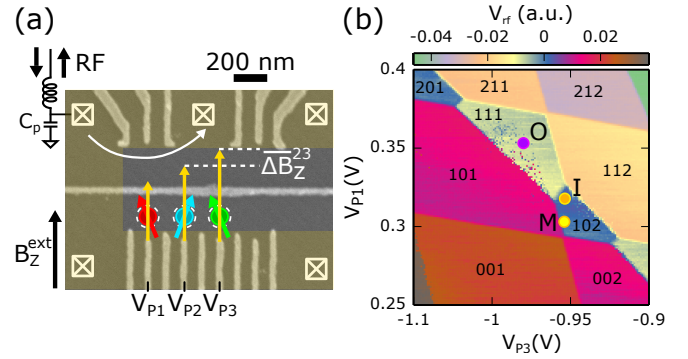 (a)
RF
200 nm
C_p
ΔB_Z^23
B_Z^ext
V_P1 V_P2 V_P3
(b)
V_rf (a.u.)
-0.04 -0.02 0 0.02
0.4
0.35
0.3
0.25
V_P1(V)
201 211 212
111 O
101 112
I
M 102
001 002
-1.1 -1 -0.95 -0.9
V_P3(V)